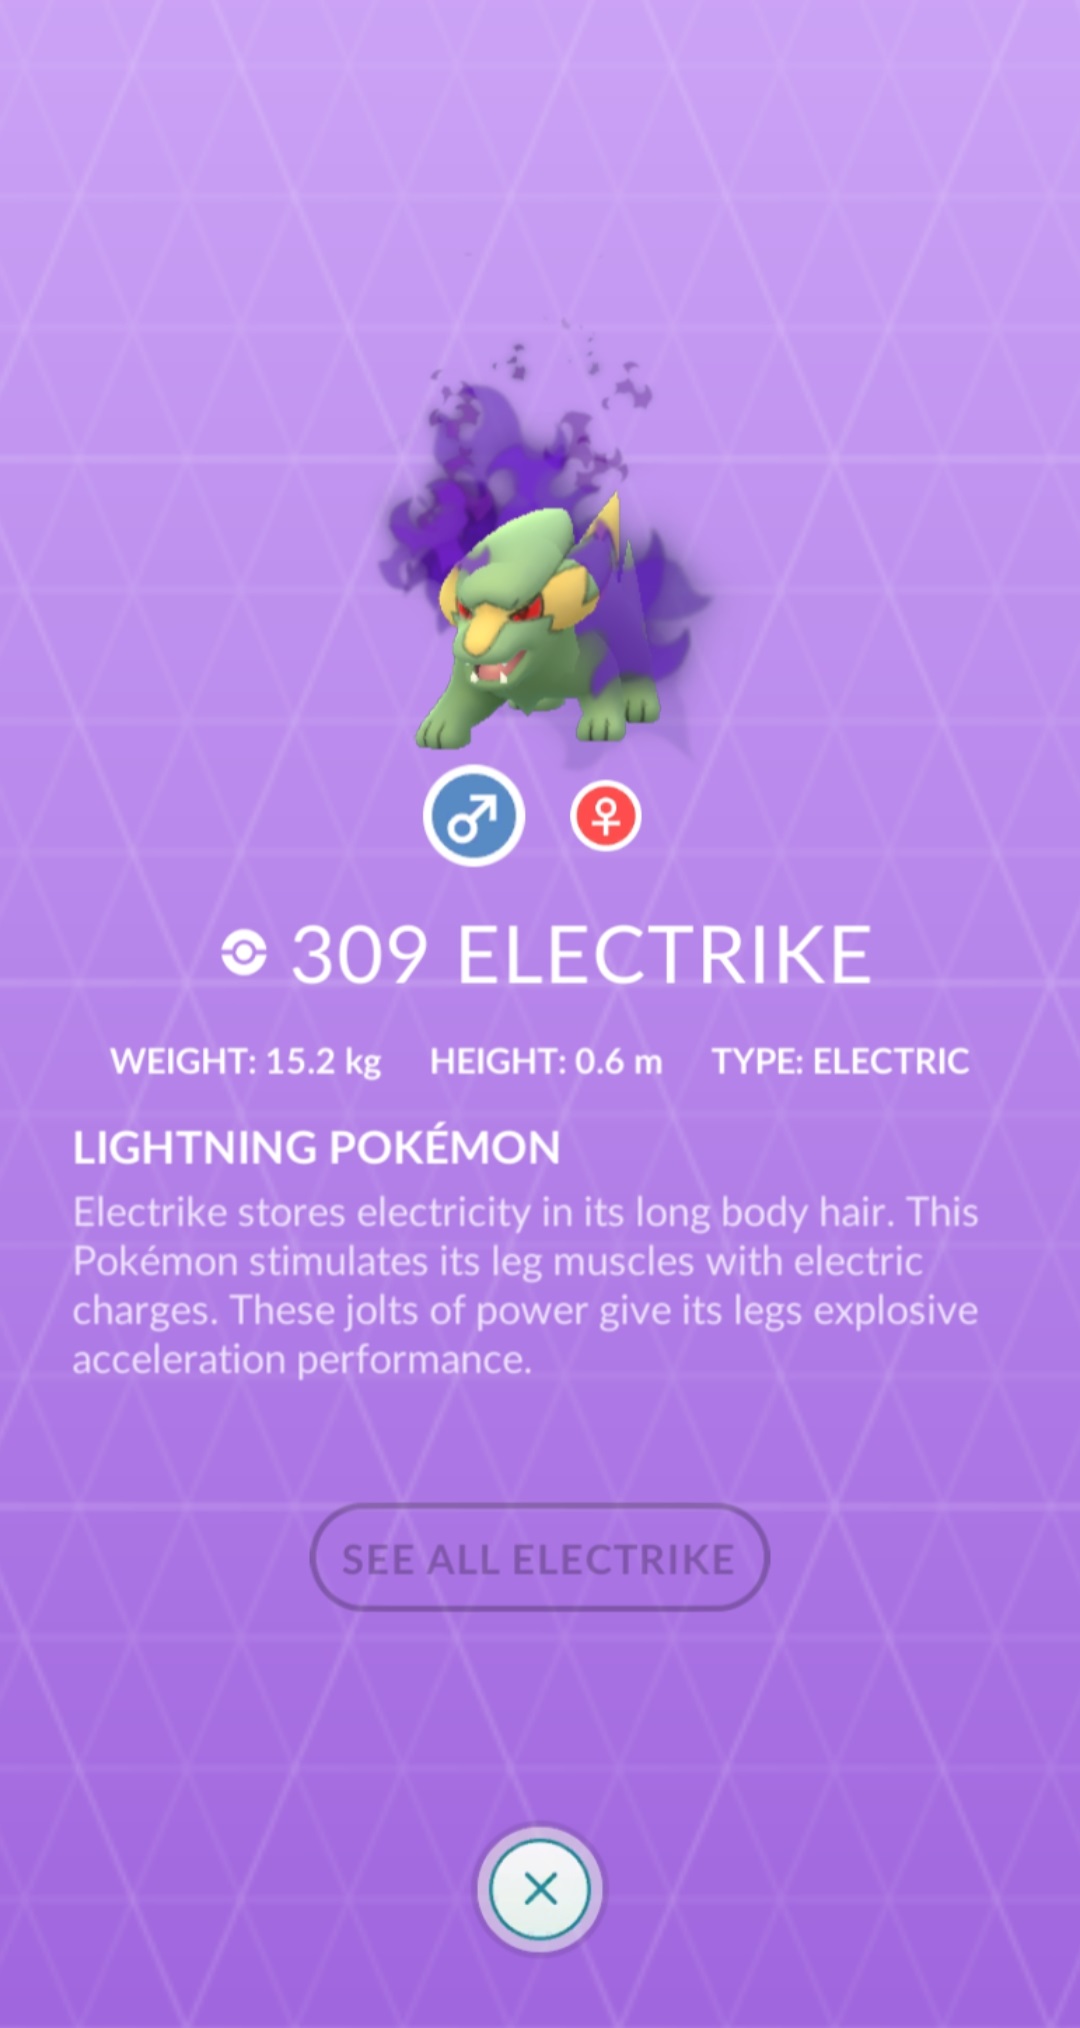 309 ELECTRIKE
WEIGHT: 15.2 kg HEIGHT: 0.6 m TYPE: ELECTRIC
LIGHTNING POKÉMON
Electrike stores electricity in its long body hair. This
Pokémon stimulates its leg muscles with electric
charges. These jolts of power give its legs explosive
acceleration performance.
SEE ALL ELECTRIKE